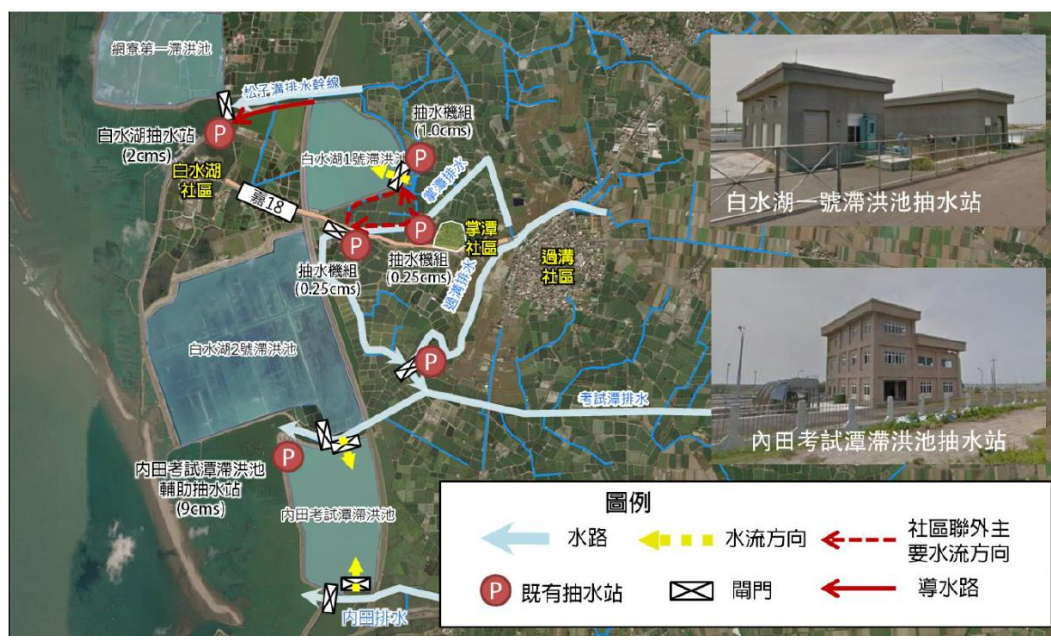 網寮第一滯洪池
松子溝排水幹線
白水湖抽水站
(2cms)
白水湖
社區
嘉18
白水湖1號滯洪池
抽水機組
(1.0cms)
掌潭排水
掌潭
社區
抽水機組
(0.25cms)
抽水機組
(0.25cms)
過溝
社區
過溝排水
白水湖2號滯洪池
考試潭排水
內田考試潭滯洪池
輔助抽水站
(9cms)
內田考試潭滯洪池
內田排水
P
P
P
P
P
P
白水湖一號滯洪池抽水站
內田考試潭滯洪池抽水站
圖例
水路
水流方向
社區聯外主
要水流方向
P
既有抽水站
閘門
導水路